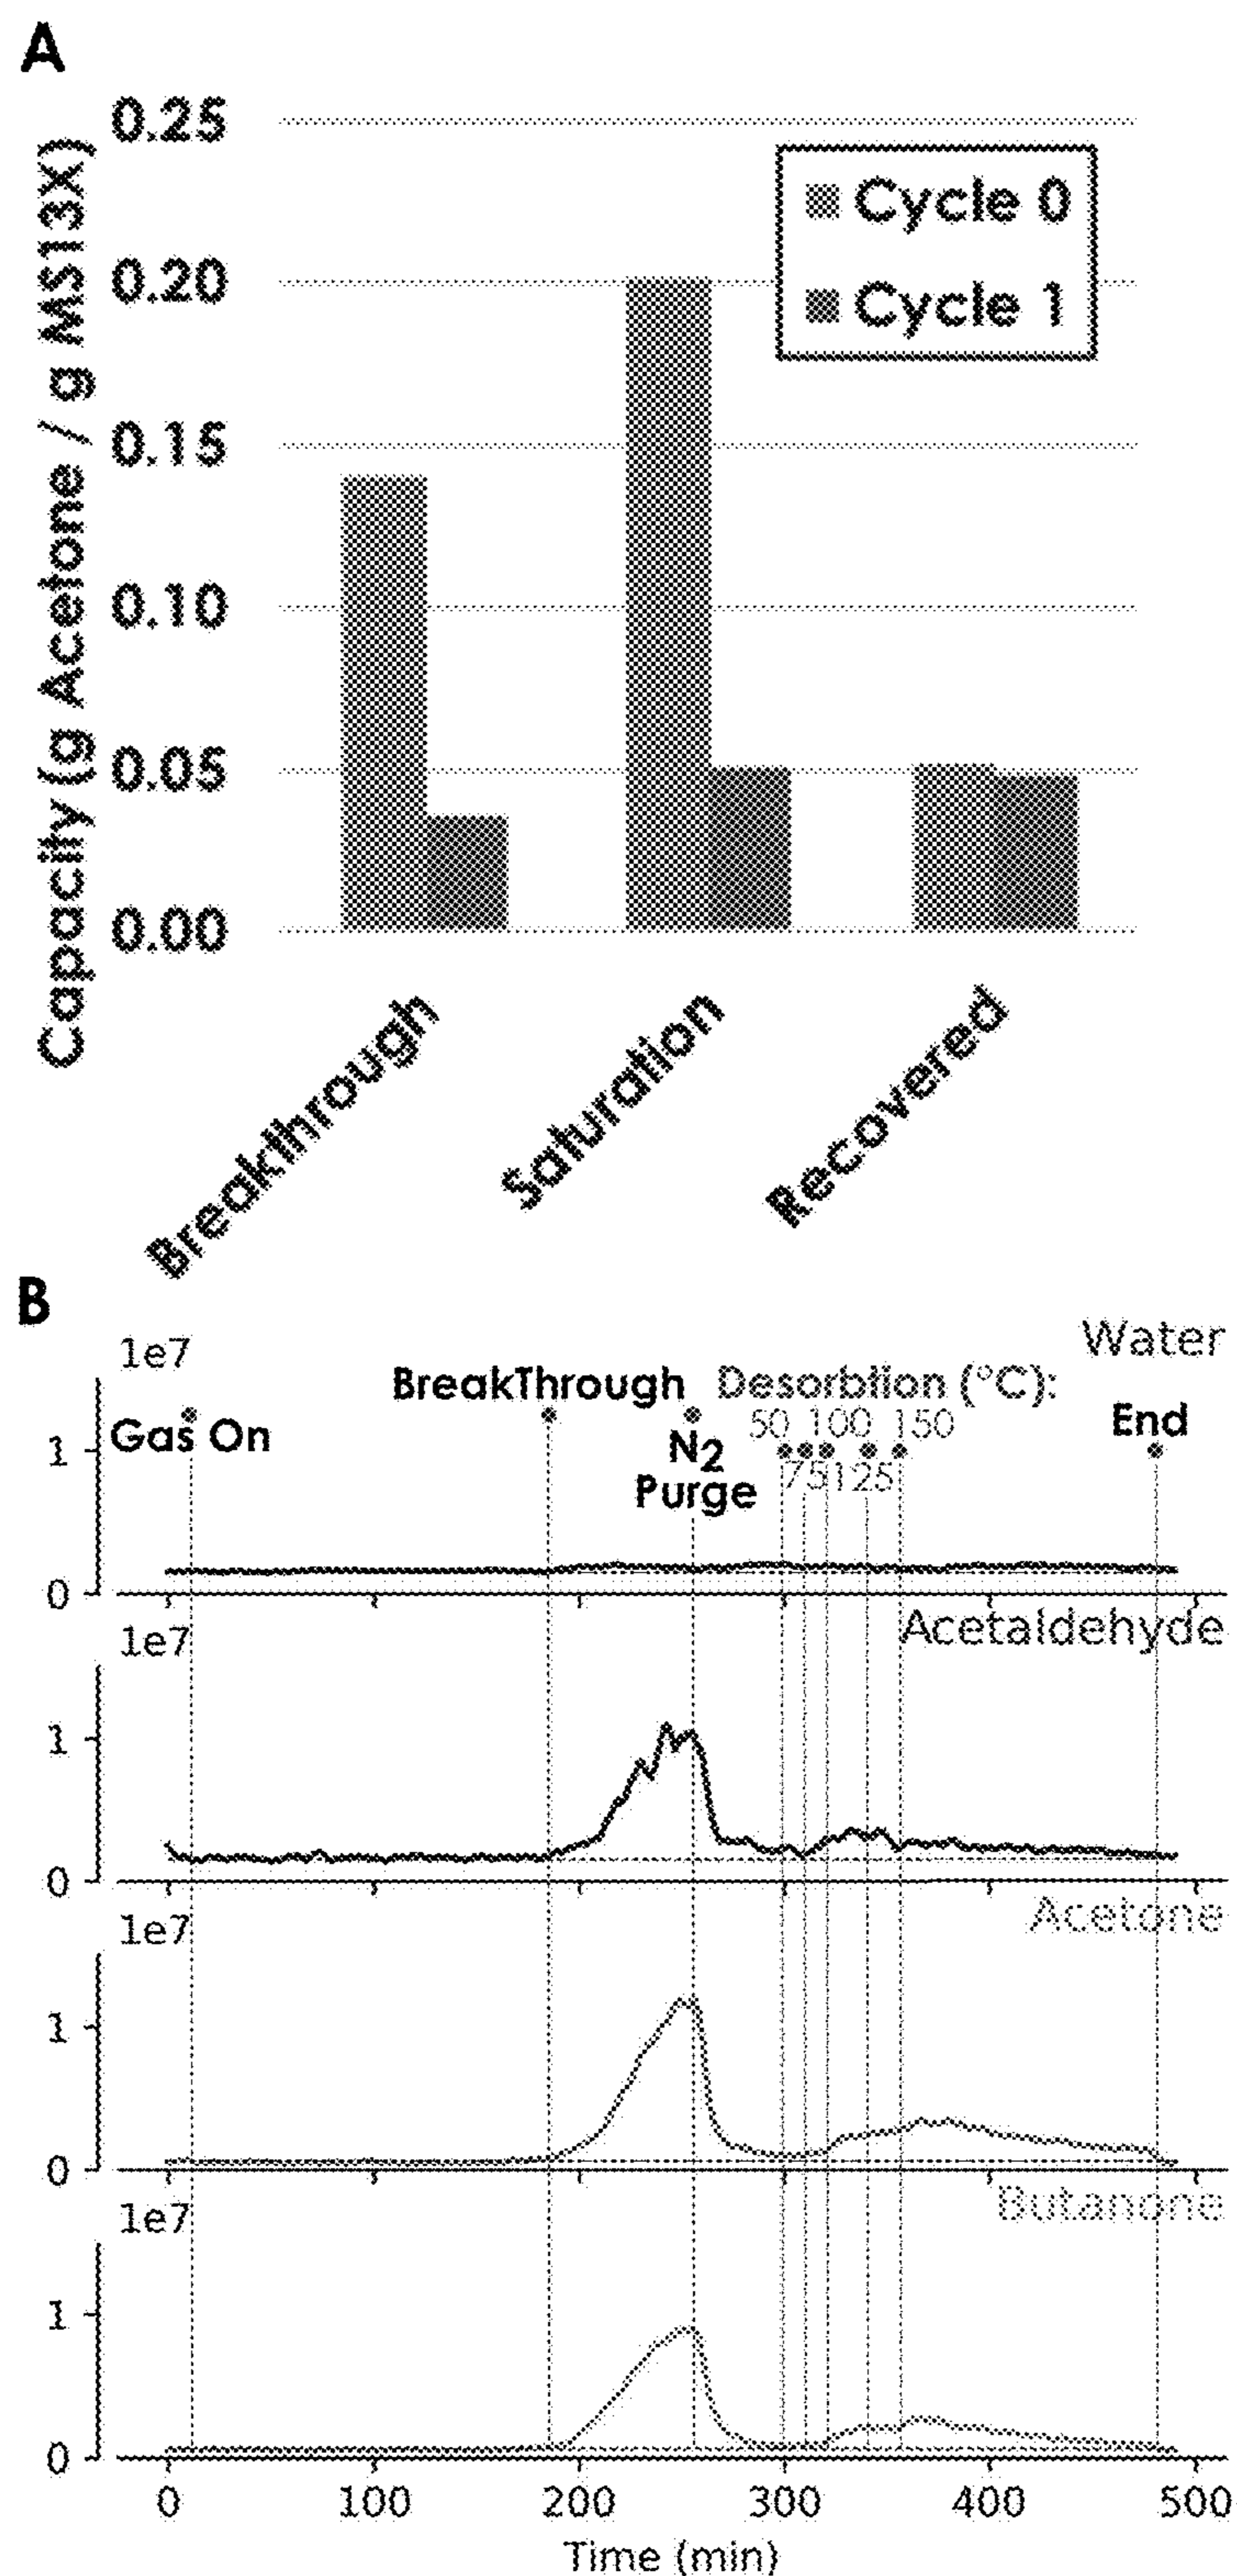 A
Capacity (g Acetone / g MS13X)
0.25
0.20
0.15
0.10
0.05
0.00
Cycle 0
Cycle 1
Breakthrough
Saturation
Recovered
B
1e7
Water
BreakThrough
Desorbtion (°C):
Gas On
N2
Purge
50
75
100
125
150
End
1
0
1e7
Acetaldehyde
1
0
1e7
Acetone
1
0
1e7
Butanone
1
0
0 100 200 300 400 500
Time (min)